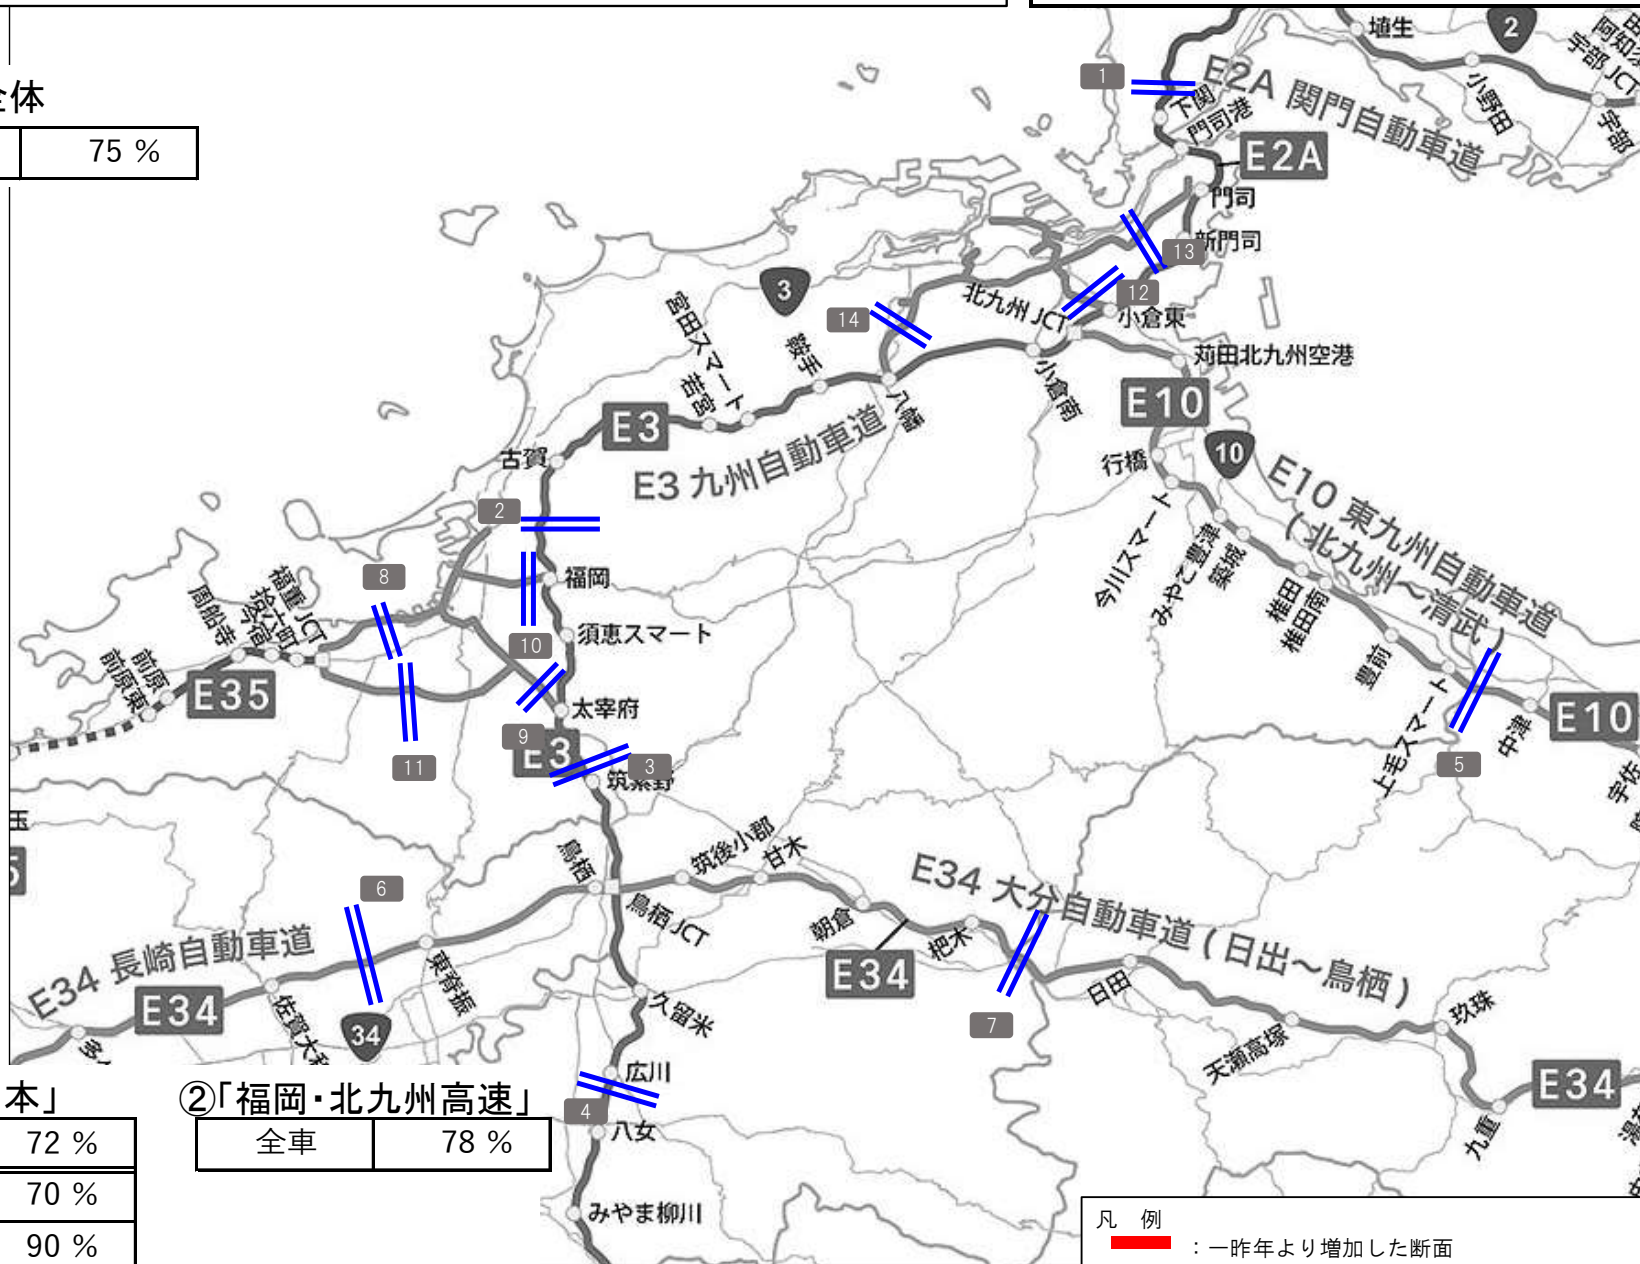 全体
75 %
1
E2A 関門自動車道
下関
門司港
E2A
門司
新門司
13
12
埴生
2
小野田
宇部 JCT
宇部
3
14
北九州 JCT
小倉東
小倉南
苅田北九州空港
宮田スマート
若宮
鞍手
八幡
E3
E3 九州自動車道
古賀
2
福岡
須恵スマート
10
8
福重 JCT
拾六町
今宿
周船寺
前原
前原東
E35
11
9
太宰府
E3
3
筑紫野
E10
行橋
10
E10 東九州自動車道
( 北九州～清武 )
今川スマート
みやこ豊津
築城
椎田
椎田南
豊前
上毛スマート
5
中津
E10
宇佐
6
鳥栖
鳥栖 JCT
筑後小郡
甘木
朝倉
E34
杷木
E34 大分自動車道 ( 日出～鳥栖 )
7
日田
天瀬高塚
玖珠
九重
E34
E34 長崎自動車道
E34
佐賀大和
34
東脊振
久留米
広川
4
八女
みやま柳川
本」
72 %
70 %
90 %
②「福岡・北九州高速」
全車
78 %
凡 例
：一昨年より増加した断面